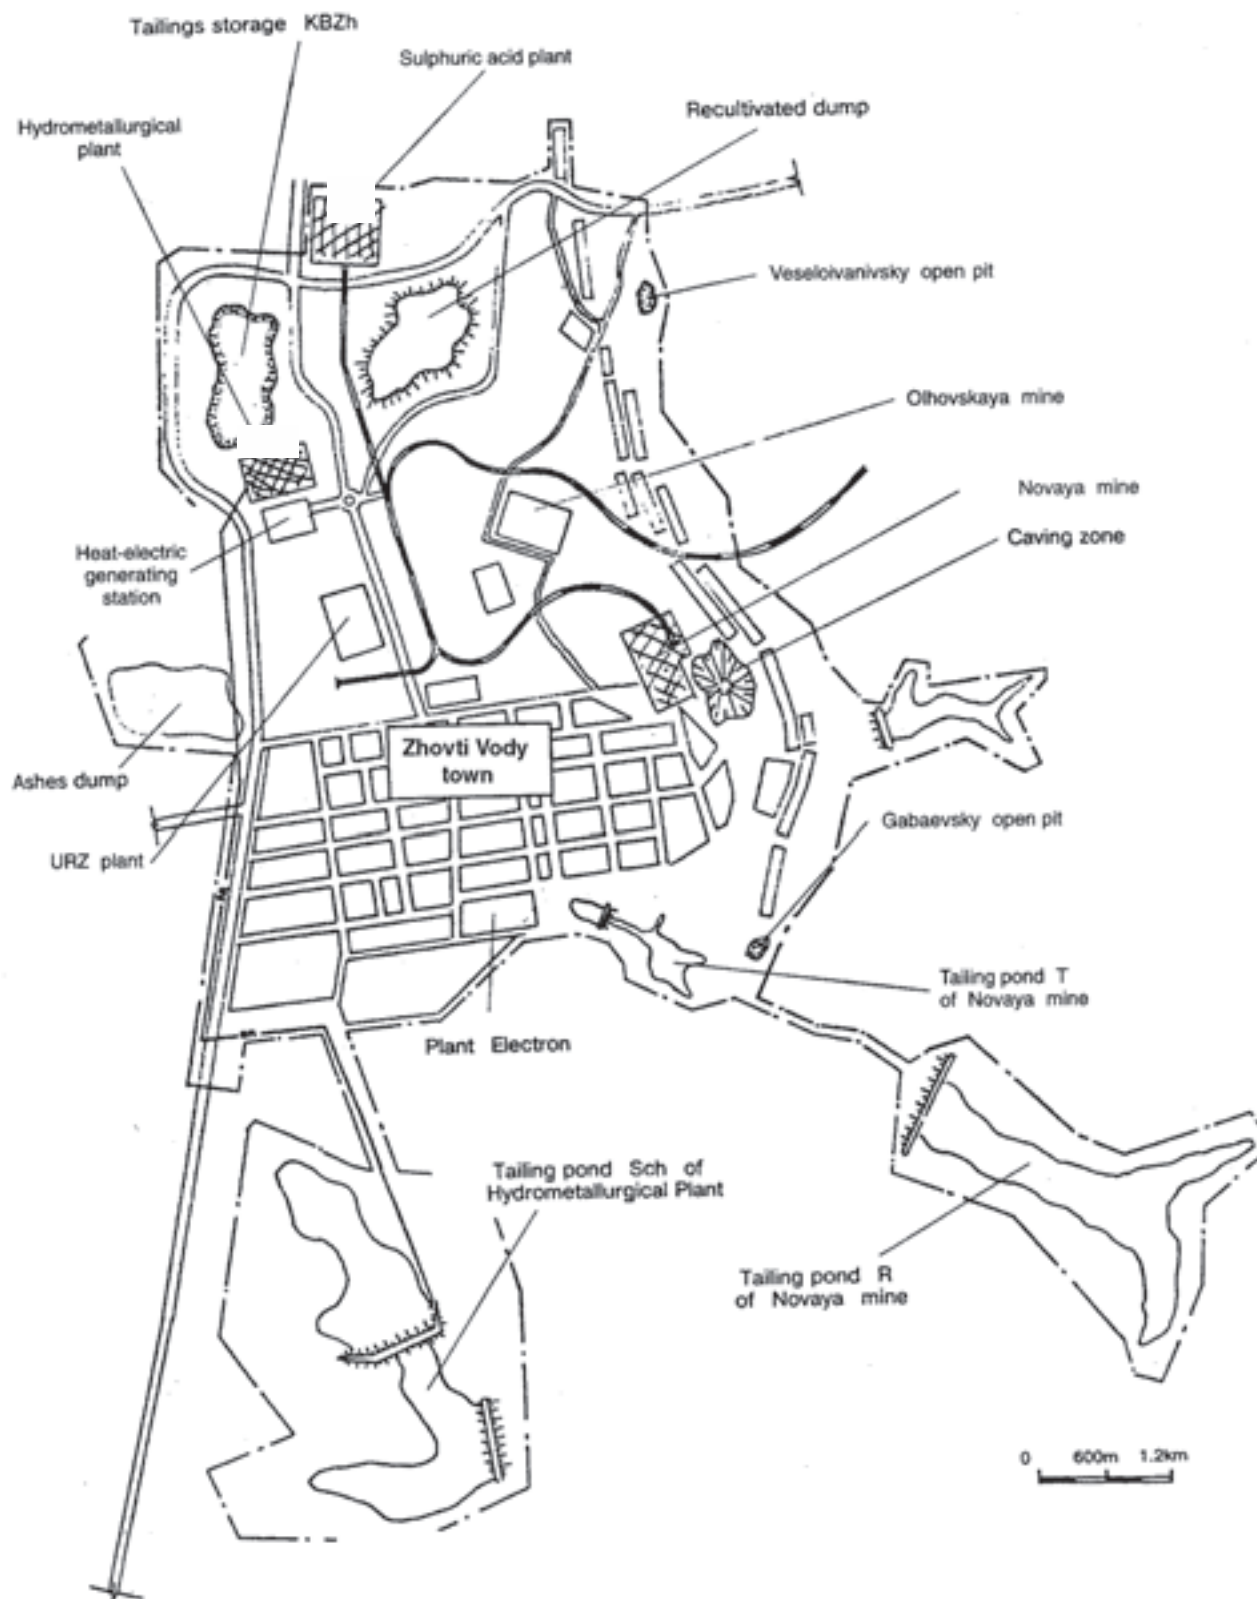 Tailings storage KBZh
Sulphuric acid plant
Recultivated dump
Hydrometallurgical
plant
Veseloivanivsky open pit
Olhovskaya mine
Novaya mine
Caving zone
Heat-electric
generating
station
Zhovti Vody
town
Ashes dump
URZ plant
Gabaevsky open pit
Tailing pond T
of Novaya mine
Plant Electron
Tailing pond Sch of
Hydrometallurgical Plant
Tailing pond R
of Novaya mine
0 600m 1.2km